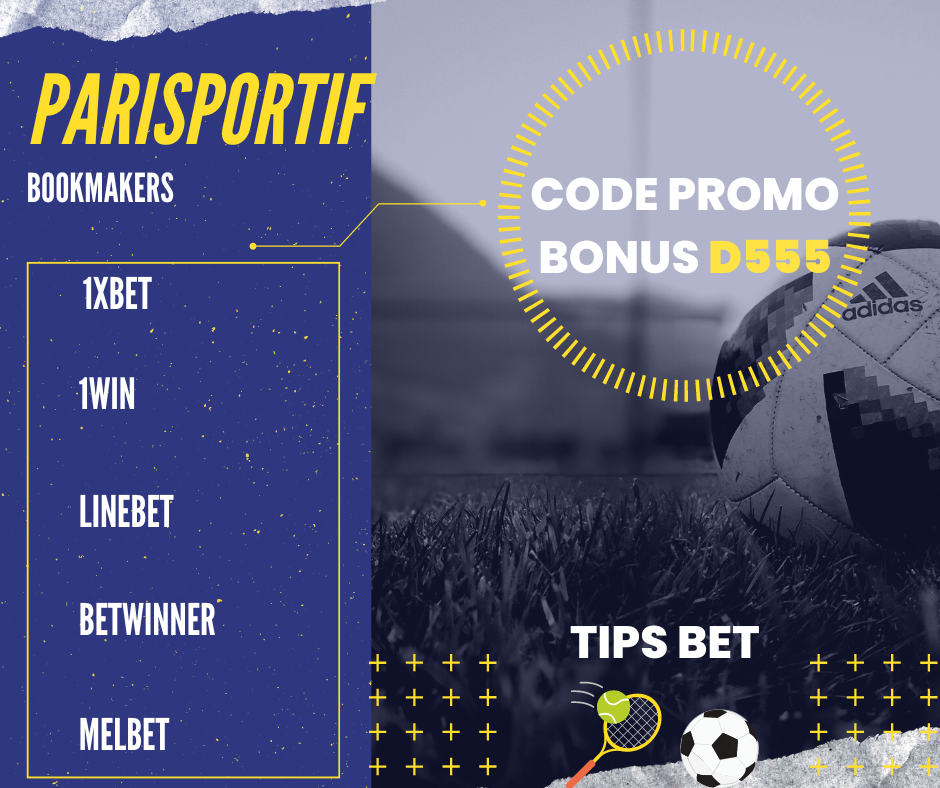 PARISPORTIF
BOOKMAKERS
1XBET
1WIN
LINEBET
BETWINNER
MELBET
CODE PROMO
BONUS D555
adidas
TIPS BET